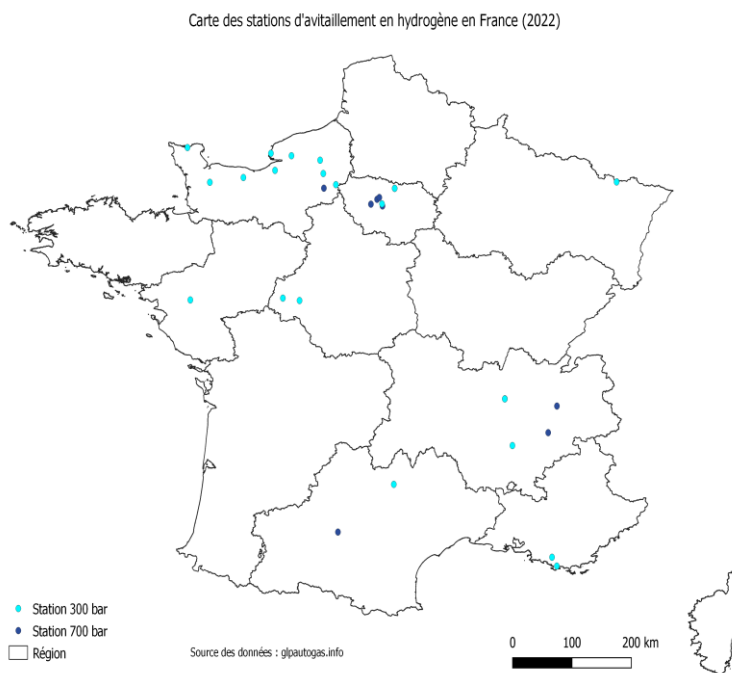 Carte des stations d'avitaillement en hydrogène en France (2022)
Station 300 bar
Station 700 bar
Région
Source des données : glpautogas.info
0 100 200 km